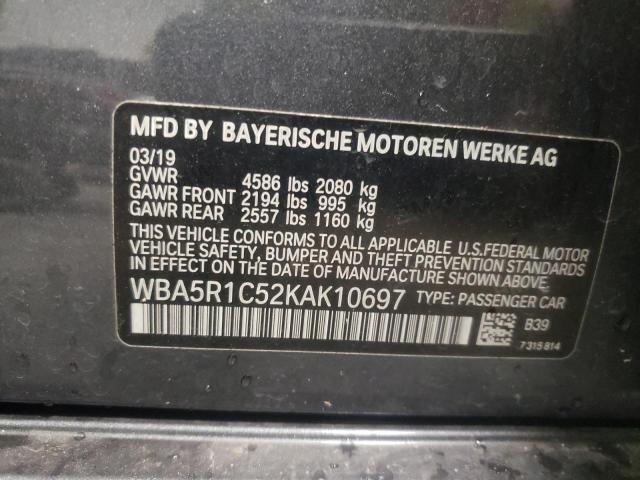 MFD BY BAYERISCHE MOTOREN WERKE AG
03/19
GVWR 4586 lbs 2080 kg
GAWR FRONT 2194 lbs 995 kg
GAWR REAR 2557 lbs 1160 kg
THIS VEHICLE CONFORMS TO ALL APPLICABLE U.S.FEDERAL MOTOR
VEHICLE SAFETY, BUMPER AND THEFT PREVENTION STANDARDS
IN EFFECT ON THE DATE OF MANUFACTURE SHOWN ABOVE.
WBA5R1C52KAK10697 TYPE: PASSENGER CAR
B39
7315814